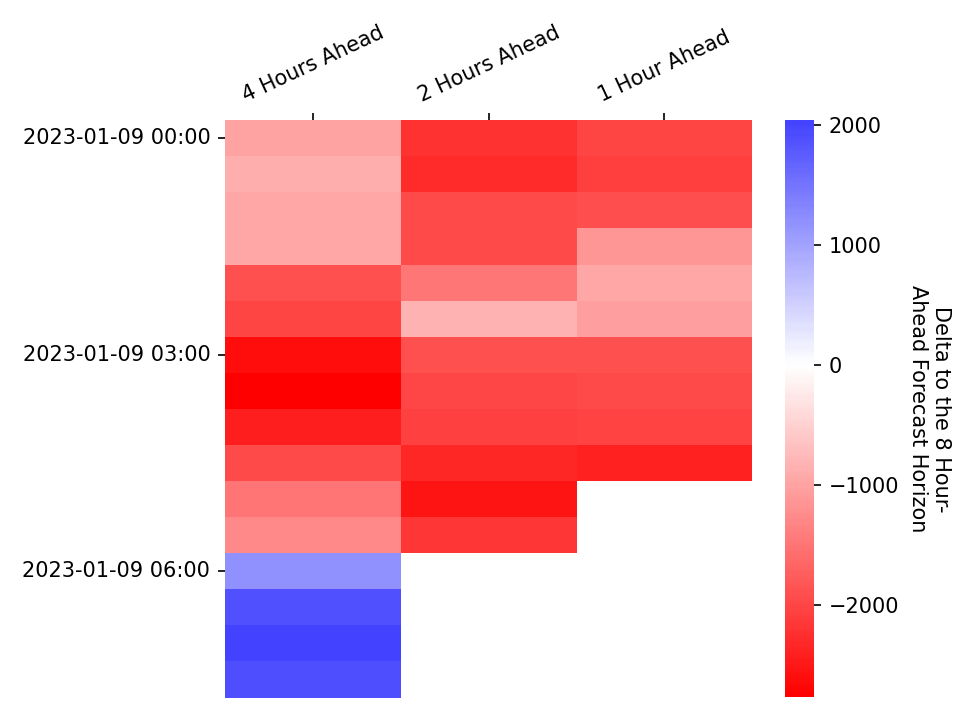 4 Hours Ahead
2 Hours Ahead
1 Hour Ahead
2023-01-09 00:00
2023-01-09 03:00
2023-01-09 06:00
2000
1000
0
−1000
−2000
Delta to the 8 Hour-
Ahead Forecast Horizon